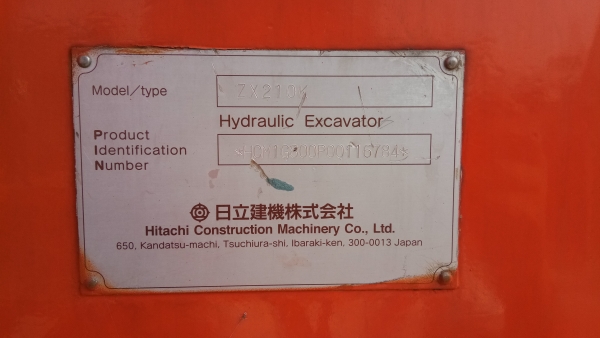 Model/type
Hydraulic Excavator
Product
Identification
Number
日立建機株式会社
Hitachi Construction Machinery Co., Ltd.
650, Kandatsu-machi, Tsuchiura-shi, Ibaraki-ken, 300-0013 Japan